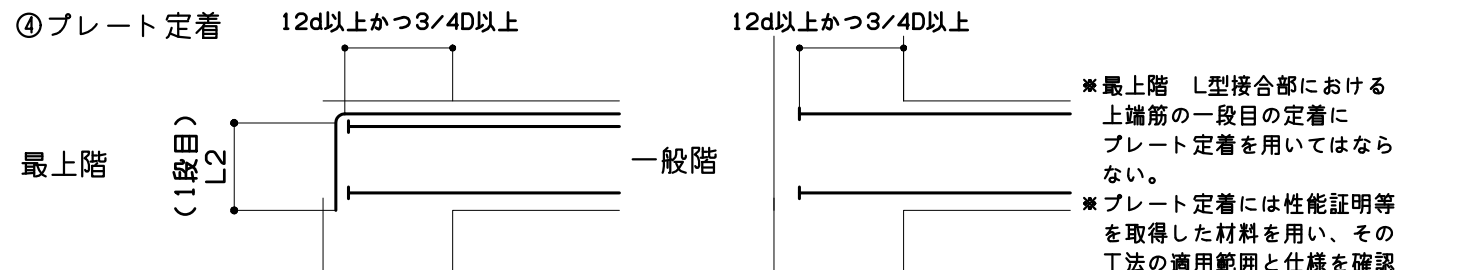 ④プレート定着
12d以上かつ3/4D以上
12d以上かつ3/4D以上
最上階
(1段目)
L2
一般階
※最上階 L型接合部における
上端筋の一段目の定着に
プレート定着を用いてはなら
ない。
※プレート定着には性能証明等
を取得した材料を用い、その
工法の適用範囲と仕様を確認